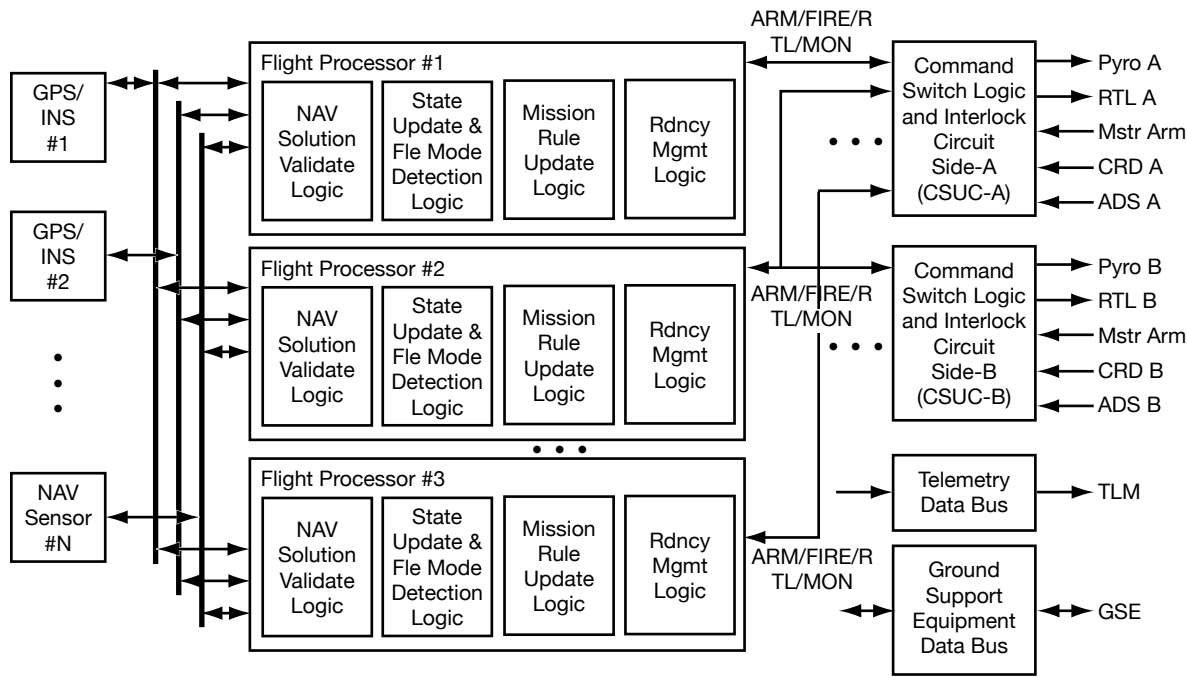 ARM/FIRE/R
TL/MON
GPS/
INS
#1
GPS/
INS
#2
NAV
Sensor
#N
Flight Processor #1
NAV
Solution
Validate
Logic
State
Update &
Fle Mode
Detection
Logic
Mission
Rule
Update
Logic
Rdncy
Mgmt
Logic
Flight Processor #2
NAV
Solution
Validate
Logic
State
Update &
Fle Mode
Detection
Logic
Mission
Rule
Update
Logic
Rdncy
Mgmt
Logic
Flight Processor #3
NAV
Solution
Validate
Logic
State
Update &
Fle Mode
Detection
Logic
Mission
Rule
Update
Logic
Rdncy
Mgmt
Logic
ARM/FIRE/R
TL/MON
ARM/FIRE/R
TL/MON
Command
Switch Logic
and Interlock
Circuit
Side-A
(CSUC-A)
Pyro A
RTL A
Mstr Arm
CRD A
ADS A
Command
Switch Logic
and Interlock
Circuit
Side-B
(CSUC-B)
Pyro B
RTL B
Mstr Arm
CRD B
ADS B
Telemetry
Data Bus
TLM
Ground
Support
Equipment
Data Bus
GSE